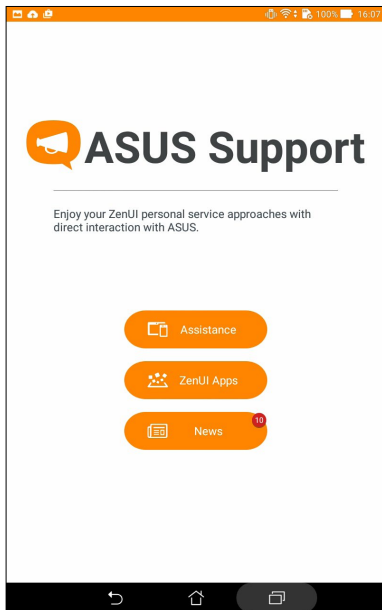 100% 16:07
ASUS Support
Enjoy your ZenUI personal service approaches with
direct interaction with ASUS.
Assistance
ZenUI Apps
10
News